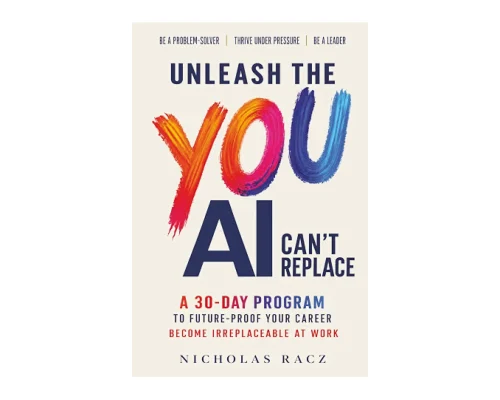 BE A PROBLEM-SOLVER | THRIVE UNDER PRESSURE | BE A LEADER
UNLEASH THE
YOU
AI CAN'T
REPLACE
A 30-DAY PROGRAM
TO FUTURE-PROOF YOUR CAREER
BECOME IRREPLACEABLE AT WORK
NICHOLAS RACZ